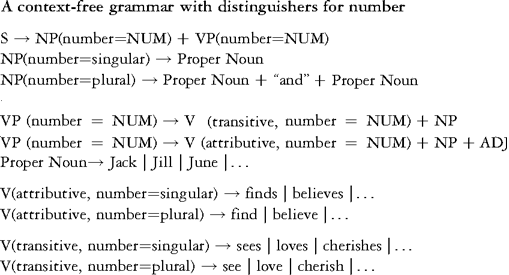 A context-free grammar with distinguishers for number
S → NP(number=NUM) + VP(number=NUM)
NP(number=singular) → Proper Noun
NP(number=plural) → Proper Noun + “and” + Proper Noun
VP (number = NUM) → V (transitive, number = NUM) + NP
VP (number = NUM) → V (attributive, number = NUM) + NP + ADJ
Proper Noun→ Jack | Jill | June | ...
V(attributive, number=singular) → finds | believes | ...
V(attributive, number=plural) → find | believe | ...
V(transitive, number=singular) → sees | loves | cherishes | ...
V(transitive, number=plural) → see | love | cherish | ...